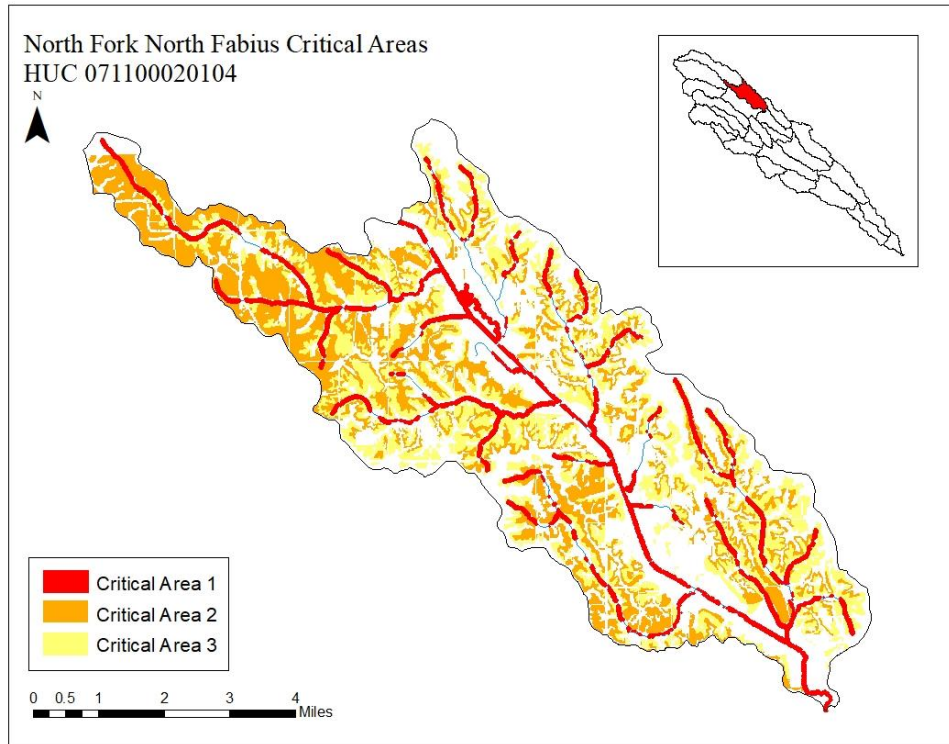 North Fork North Fabius Critical Areas
HUC 071100020104
N
Critical Area 1
Critical Area 2
Critical Area 3
0 0.5 1 2 3 4
Miles